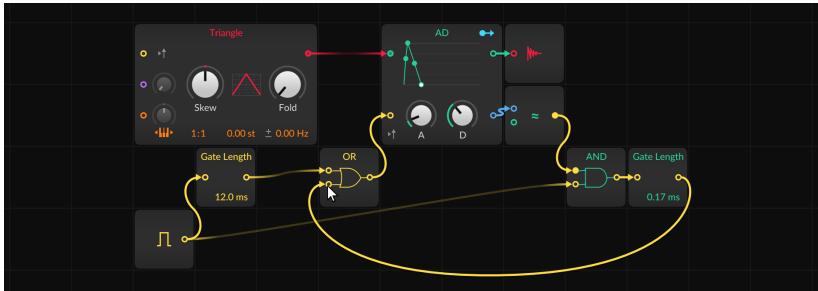 Triangle
AD
Skew
Fold
A
D
1:1
0.00 st
± 0.00 Hz
≈
Gate Length
OR
AND
Gate Length
12.0 ms
0.17 ms